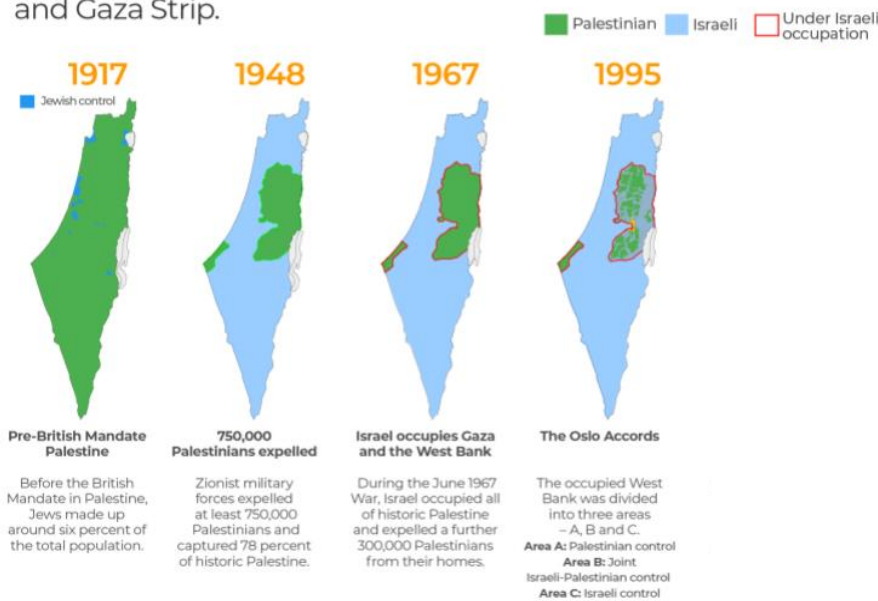 and Gaza Strip.
Palestinian
Israeli
Under Israeli
occupation
1917
Jewish control
Pre-British Mandate
Palestine
Before the British
Mandate in Palestine,
Jews made up
around six percent of
the total population.
1948
750,000
Palestinians expelled
Zionist military
forces expelled
at least 750,000
Palestinians and
captured 78 percent
of historic Palestine.
1967
Israel occupies Gaza
and the West Bank
During the June 1967
War, Israel occupied all
of historic Palestine
and expelled a further
300,000 Palestinians
from their homes.
1995
The Oslo Accords
The occupied West
Bank was divided
into three areas
– A, B and C.
Area A: Palestinian control
Area B: Joint
Israeli-Palestinian control
Area C: Israeli control